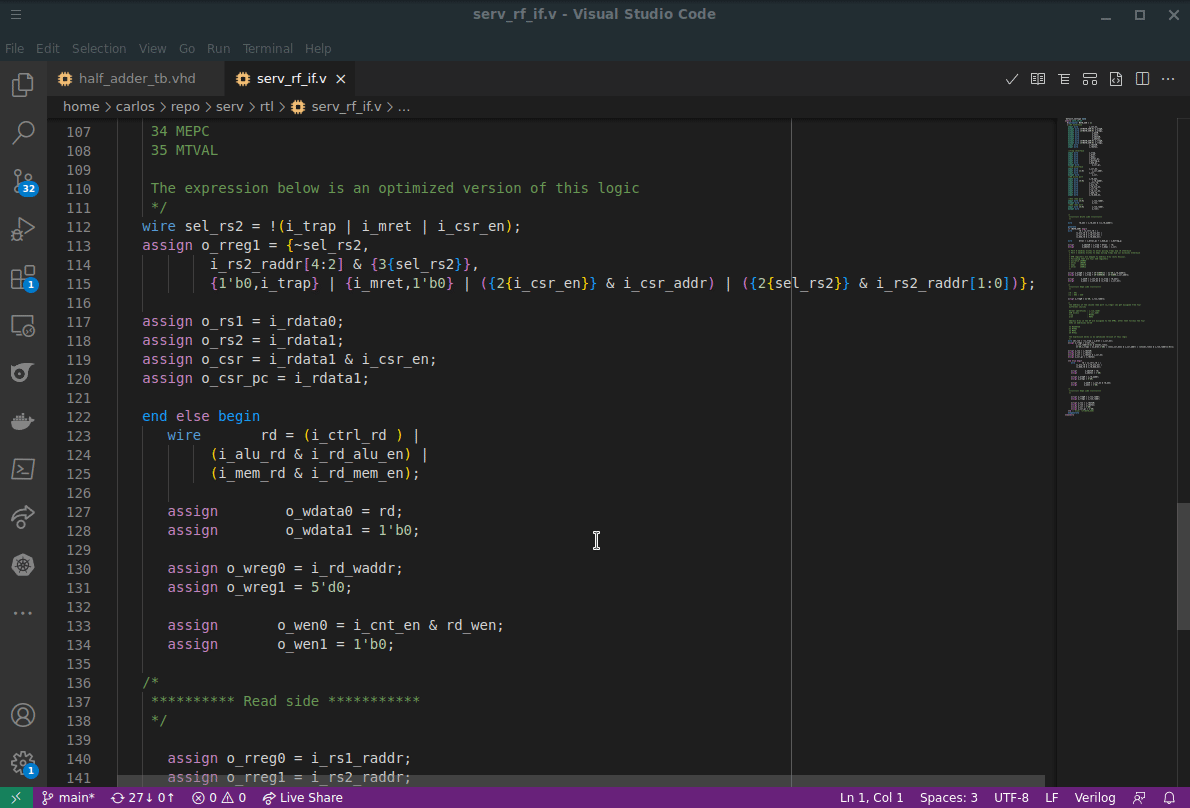 serv_rf_if.v - Visual Studio Code
File Edit Selection View Go Run Terminal Help
half_adder_tb.vhd serv_rf_if.v
home > carlos > repo > serv > rtl > serv_rf_if.v > ...
107 34 MEPC
108 35 MTVAL
109
110 The expression below is an optimized version of this logic
111 */
112 wire sel_rs2 = !(i_trap | i_mret | i_csr_en);
113 assign o_rreg1 = {~sel_rs2,
114 i_rs2_raddr[4:2] & {3{sel_rs2}},
115 {1'b0,i_trap} | {i_mret,1'b0} | ({2{i_csr_en}} & i_csr_addr) | ({2{sel_rs2}} & i_rs2_raddr[1:0])};
116
117 assign o_rs1 = i_rdata0;
118 assign o_rs2 = i_rdata1;
119 assign o_csr = i_rdata1 & i_csr_en;
120 assign o_csr_pc = i_rdata1;
121
122 end else begin
123 wire rd = (i_ctrl_rd ) |
124 (i_alu_rd & i_rd_alu_en) |
125 (i_mem_rd & i_rd_mem_en);
126
127 assign o_wdata0 = rd;
128 assign o_wdata1 = 1'b0;
129
130 assign o_wreg0 = i_rd_waddr;
131 assign o_wreg1 = 5'd0;
132
133 assign o_wen0 = i_cnt_en & rd_wen;
134 assign o_wen1 = 1'b0;
135
136 /*
137 ********** Read side ***********
138 */
139
140 assign o_rreg0 = i_rs1_raddr;
141 assign o_rreg1 = i_rs2_raddr;
32
1
1
main* 27↓ 0↑ 0 0 Live Share Ln 1, Col 1 Spaces: 3 UTF-8 LF Verilog